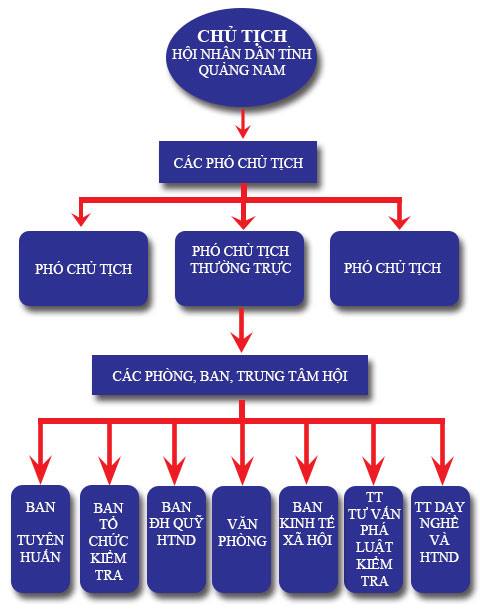 CHỦ TỊCH
HỘI NHÂN DÂN TỈNH
QUẢNG NAM
CÁC PHÓ CHỦ TỊCH
PHÓ CHỦ TỊCH
PHÓ CHỦ TỊCH
THƯỜNG TRỰC
PHÓ CHỦ TỊCH
CÁC PHÒNG, BAN, TRUNG TÂM HỘI
BAN
TUYÊN
HUẤN
BAN
TỔ
CHỨC
KIỂM
TRA
BAN
ĐH QUỸ
HTND
VĂN
PHÒNG
BAN
KINH TẾ
XÃ HỘI
TT
TƯ VẤN
PHÁ
LUẬT
KIỂM
TRA
TT DẠY
NGHỀ
VÀ
HTND